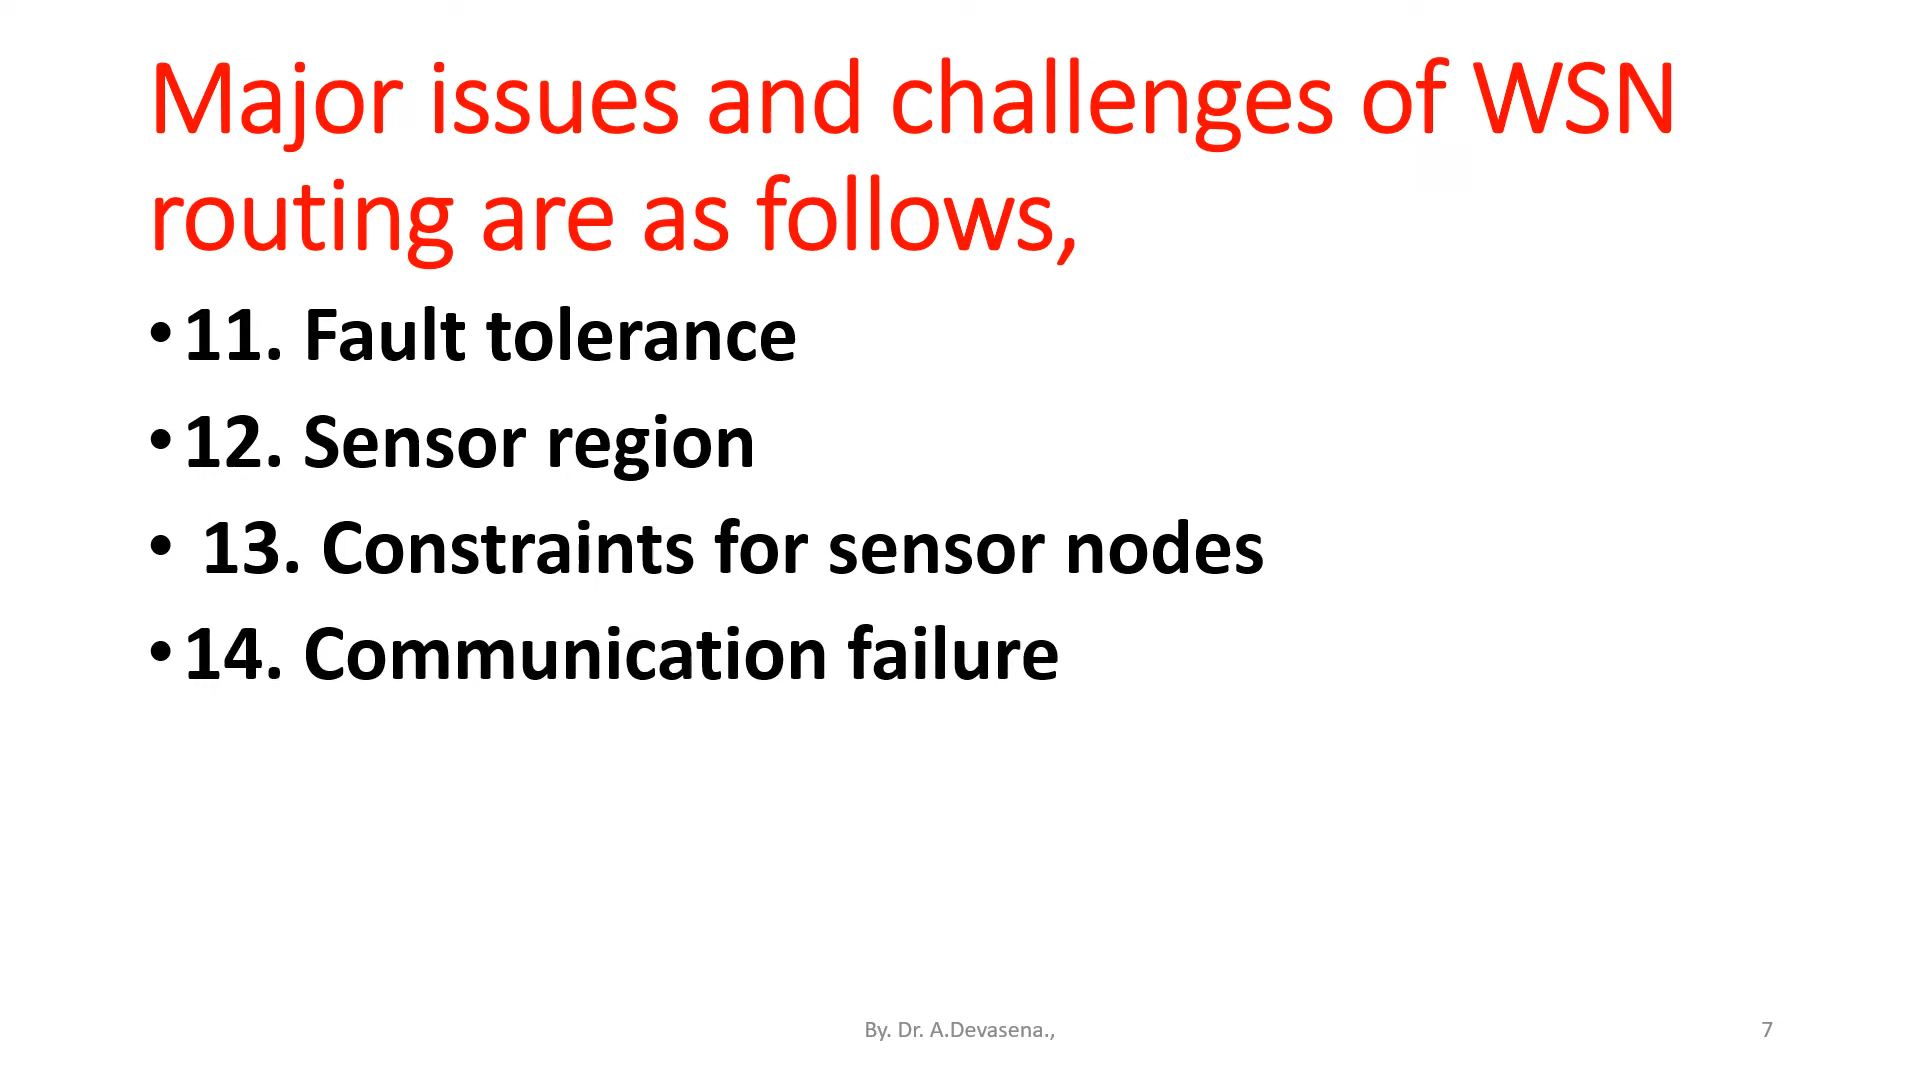 Major issues and challenges of WSN
routing are as follows,
• 11. Fault tolerance
• 12. Sensor region
• 13. Constraints for sensor nodes
• 14. Communication failure
By. Dr. A.Devasena.,
7